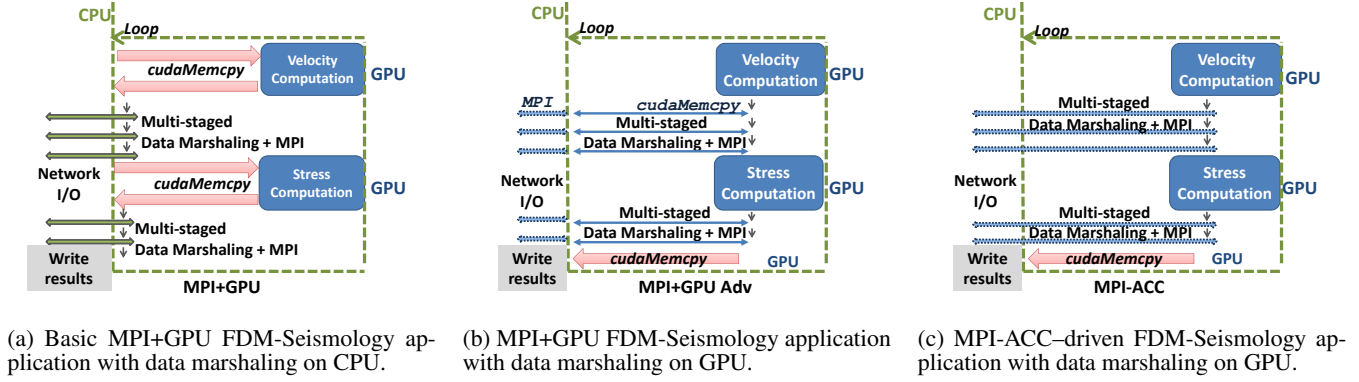 CPU
Loop
cudaMemcpy
Velocity
Computation
GPU
Multi-staged
Data Marshaling + MPI
cudaMemcpy
Stress
Computation
GPU
Network
I/O
Multi-staged
Data Marshaling + MPI
Write
results
MPI+GPU
(a) Basic MPI+GPU FDM-Seismology ap-
plication with data marshaling on CPU.
CPU
Loop
Velocity
Computation
GPU
MPI
cudaMemcpy
Multi-staged
Data Marshaling + MPI
Stress
Computation
GPU
Network
I/O
Multi-staged
Data Marshaling + MPI
Write
results
cudaMemcpy
GPU
MPI+GPU Adv
(b) MPI+GPU FDM-Seismology application
with data marshaling on GPU.
CPU
Loop
Velocity
Computation
GPU
Multi-staged
Data Marshaling + MPI
Stress
Computation
GPU
Network
I/O
Multi-staged
Data Marshaling + MPI
Write
results
cudaMemcpy
GPU
MPI-ACC
(c) MPI-ACC–driven FDM-Seismology ap-
plication with data marshaling on GPU.